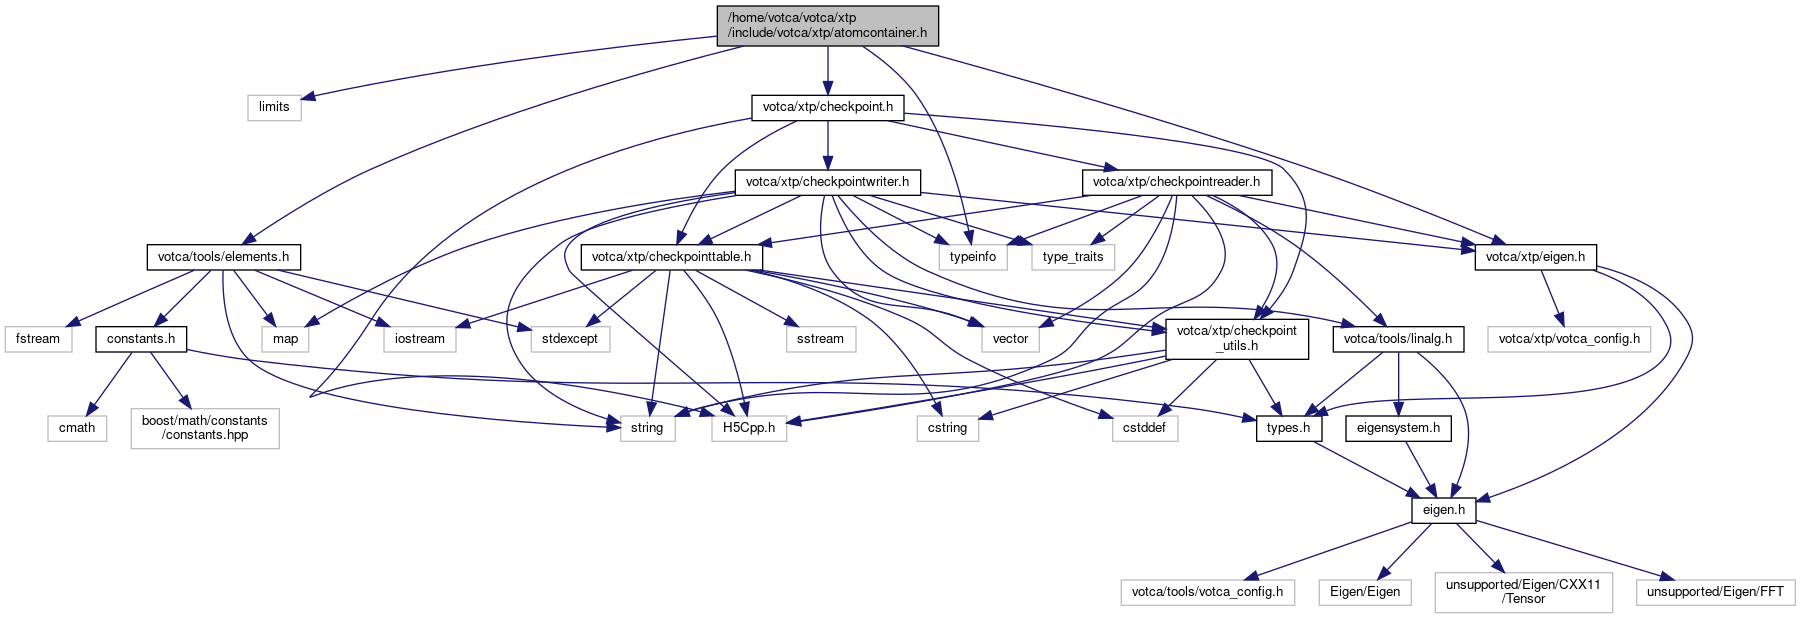 /home/votca/votca/xtp
/include/votca/xtp/atomcontainer.h
limits
votca/xtp/checkpoint.h
votca/xtp/checkpointwriter.h
votca/xtp/checkpointreader.h
votca/tools/elements.h
votca/xtp/checkpointtable.h
typeinfo
type_traits
votca/xtp/eigen.h
fstream
constants.h
map
iostream
stdexcept
sstream
vector
votca/xtp/checkpoint
_utils.h
votca/tools/linalg.h
votca/xtp/votca_config.h
cmath
boost/math/constants
/constants.hpp
string
H5Cpp.h
cstring
cstddef
types.h
eigensystem.h
eigen.h
votca/tools/votca_config.h
Eigen/Eigen
unsupported/Eigen/CXX11
/Tensor
unsupported/Eigen/FFT